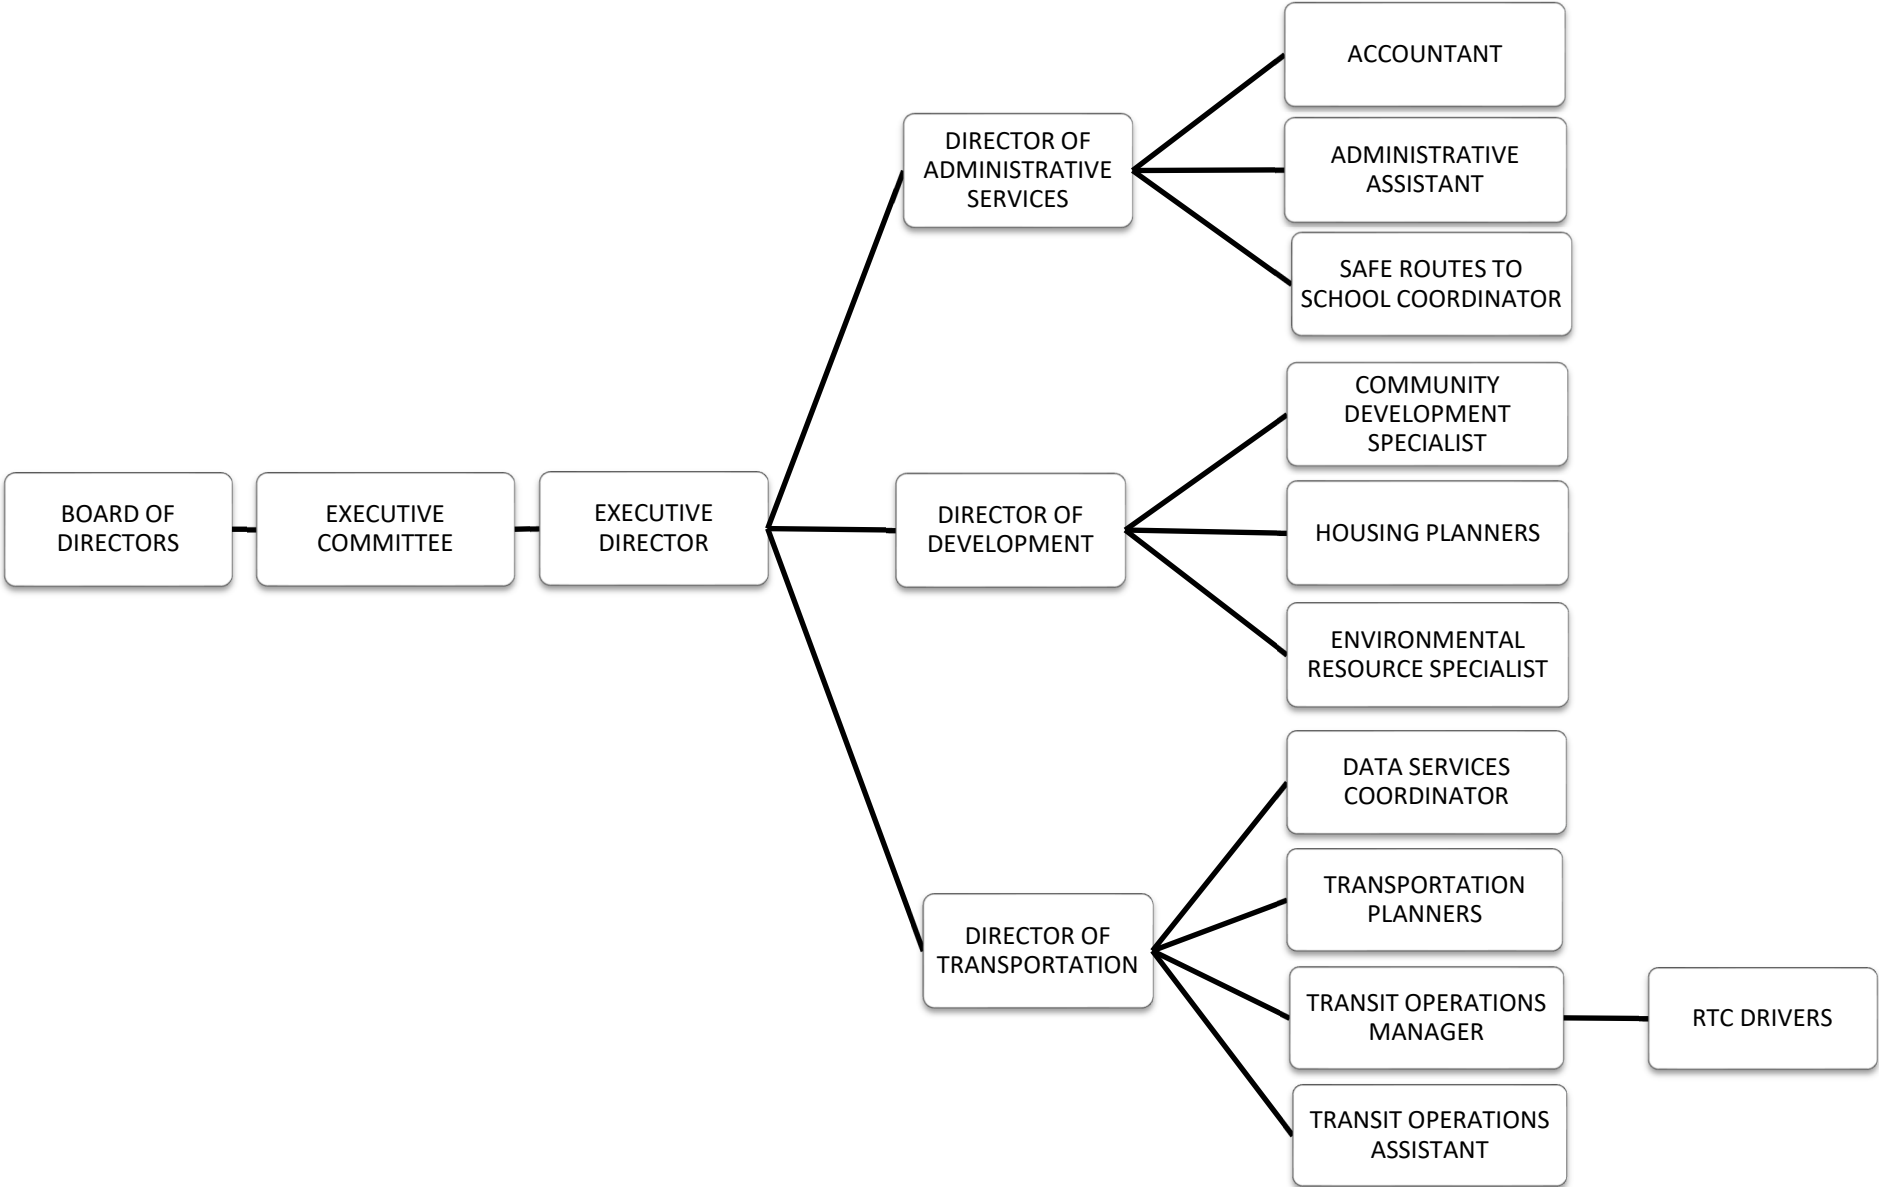 BOARD OF
DIRECTORS
EXECUTIVE
COMMITTEE
EXECUTIVE
DIRECTOR
DIRECTOR OF
ADMINISTRATIVE
SERVICES
ACCOUNTANT
ADMINISTRATIVE
ASSISTANT
SAFE ROUTES TO
SCHOOL COORDINATOR
DIRECTOR OF
DEVELOPMENT
COMMUNITY
DEVELOPMENT
SPECIALIST
HOUSING PLANNERS
ENVIRONMENTAL
RESOURCE SPECIALIST
DIRECTOR OF
TRANSPORTATION
DATA SERVICES
COORDINATOR
TRANSPORTATION
PLANNERS
TRANSIT OPERATIONS
MANAGER
RTC DRIVERS
TRANSIT OPERATIONS
ASSISTANT